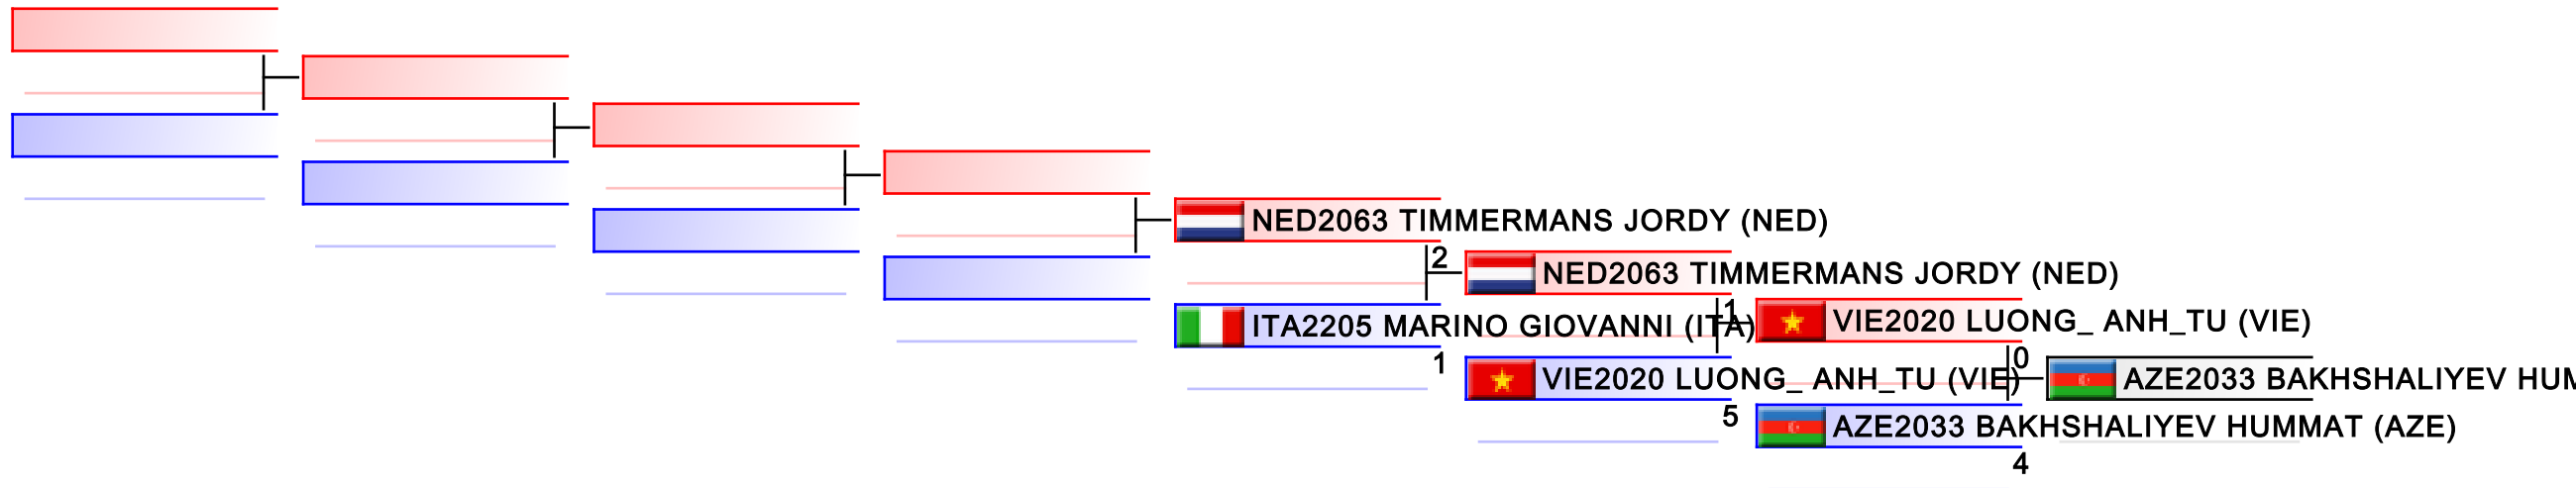 NED2063 TIMMERMANS JORDY (NED)
2
NED2063 TIMMERMANS JORDY (NED)
ITA2205 MARINO GIOVANNI (ITA)
1
1
VIE2020 LUONG_ ANH_TU (VIE)
VIE2020 LUONG_ ANH_TU (VIE)
5
0
AZE2033 BAKHSHALIYEV HUM
AZE2033 BAKHSHALIYEV HUMMAT (AZE)
4